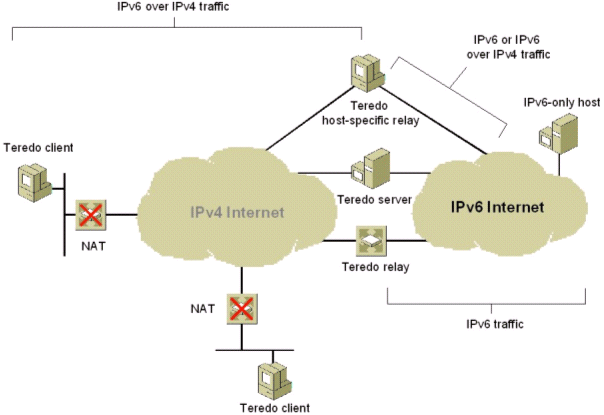 IPv6 over IPv4 traffic
IPv6 or IPv6
over IPv4 traffic
Teredo
host-specific relay
IPv6-only host
Teredo client
IPv4 Internet
Teredo server
IPv6 Internet
NAT
Teredo relay
NAT
IPv6 traffic
Teredo client